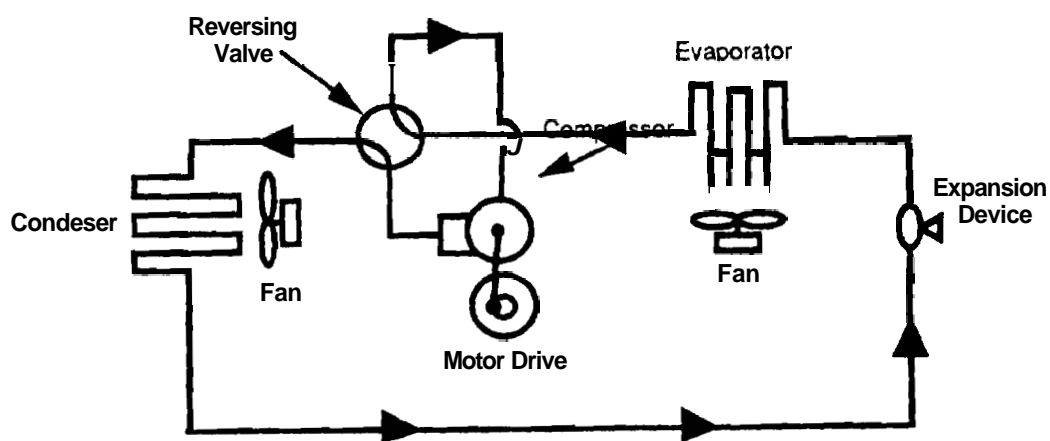 Reversing
Valve
Evaporator
Compressor
Condeser
Fan
Expansion
Device
Fan
Motor Drive